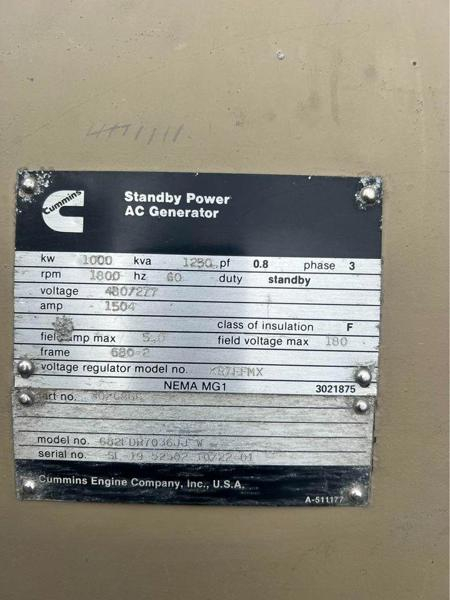 Cummins
Standby Power
AC Generator
kw 1000 kva 1250 pf 0.8 phase 3
rpm 1800 hz 60 duty standby
voltage 480/277
amp 1504
class of insulation F
field amp max field voltage max 180
frame 680-2
voltage regulator model no.
NEMA MG1 3021875
part no.
model no.
serial no.
Cummins Engine Company, Inc., U.S.A.
A-511177